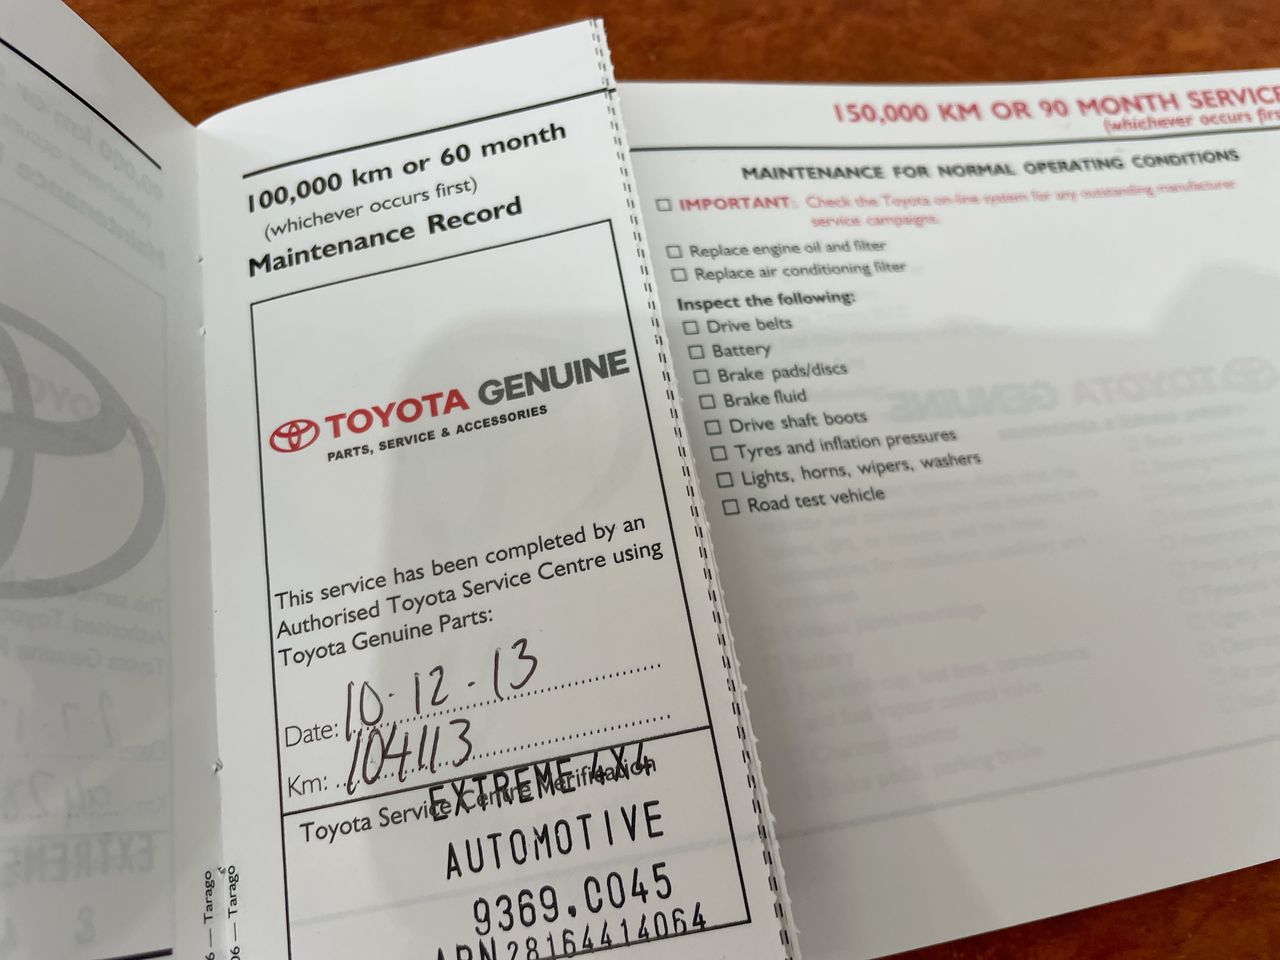 100,000 km or 60 month
(whichever occurs first)
Maintenance Record
TOYOTA GENUINE
PARTS, SERVICE & ACCESSORIES
This service has been completed by an
Authorised Toyota Service Centre using
Toyota Genuine Parts:
Date: 10-12-13
Km: 104113
Toyota Service Centre Verification
EXTREME 4X4
AUTOMOTIVE
9369.C045
ABN 28164414064
— Tarago
06 — Tarago
150,000 KM OR 90 MONTH SERVICE
(whichever occurs
MAINTENANCE FOR NORMAL OPERATING CONDITIONS
IMPORTANT: Check the Toyota on-line system for any outstanding manufacturer
service campaigns.
Replace engine oil and filter
Replace air conditioning filter
Inspect the following:
Drive belts
Battery
Brake pads/discs
Brake fluid
Drive shaft boots
Tyres and inflation pressures
Lights, horns, wipers, washers
Road test vehicle